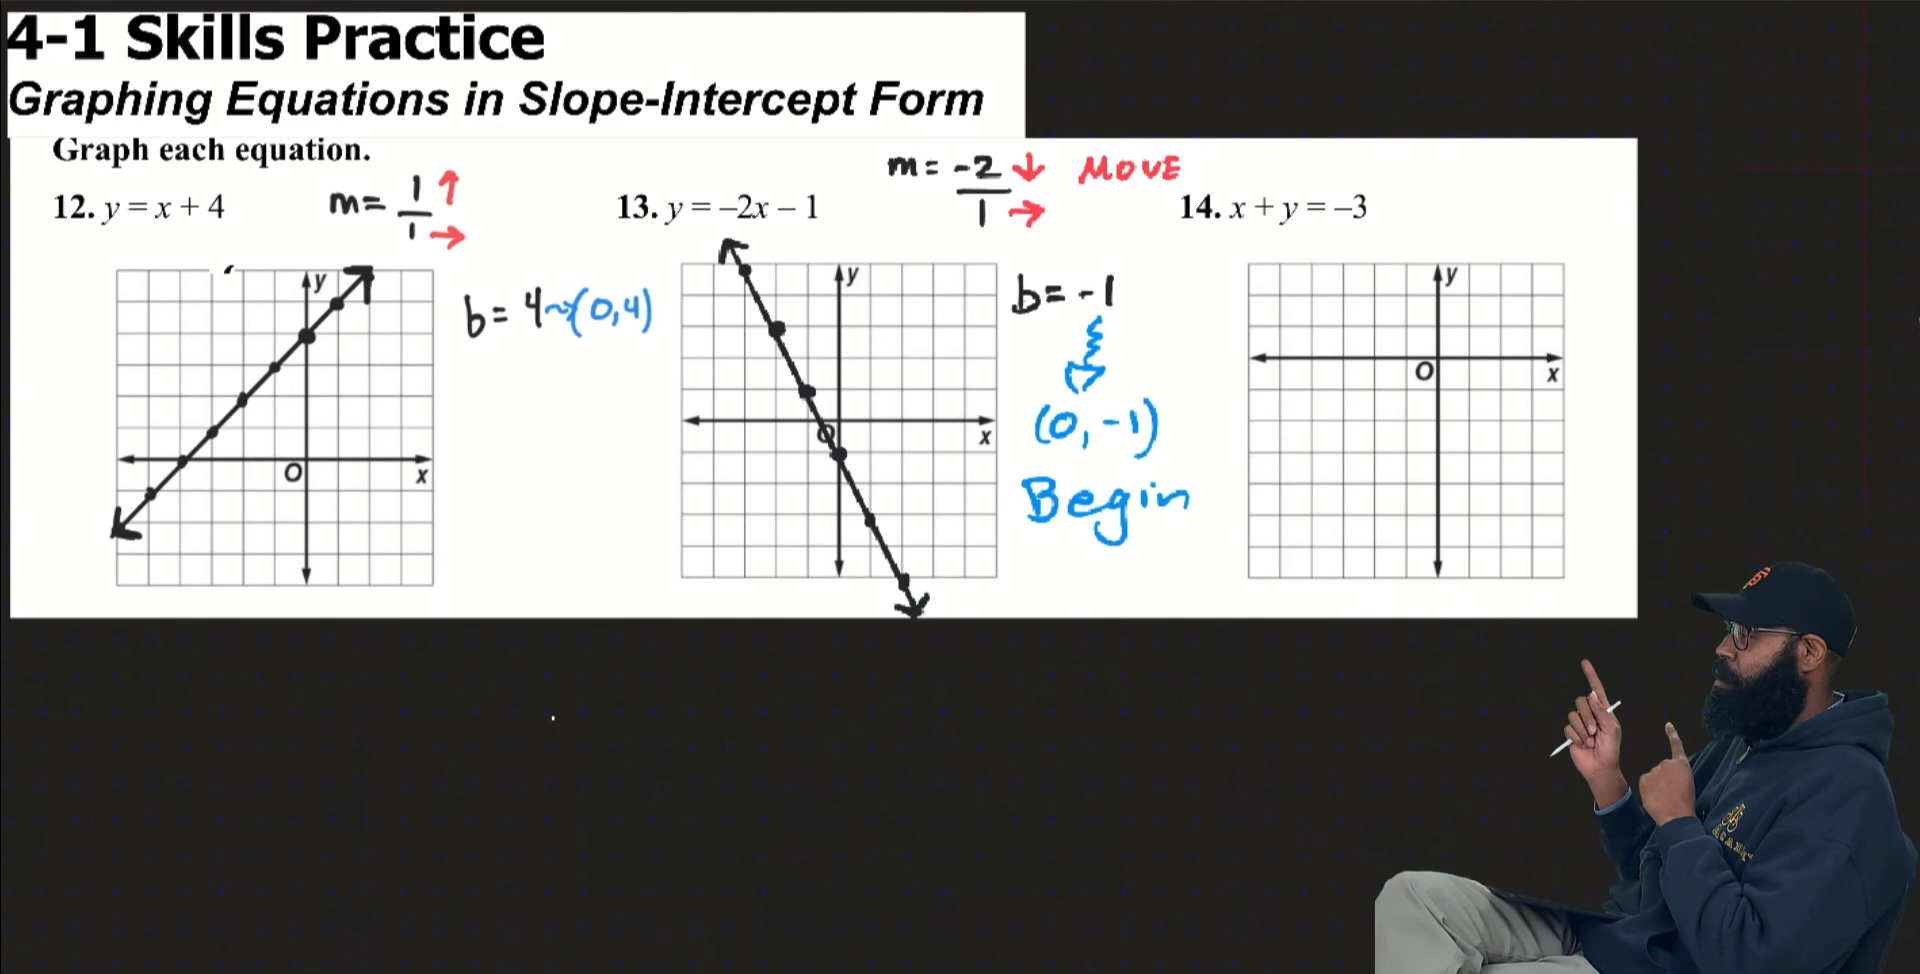 4-1 Skills Practice
Graphing Equations in Slope-Intercept Form
Graph each equation.
12. y = x + 4
m = 1/1
b = 4 ~ (0,4)
y
O
x
13. y = –2x – 1
m = -2/1
MOVE
b = -1
(0, -1)
Begin
y
O
x
14. x + y = –3
y
O
x
SF